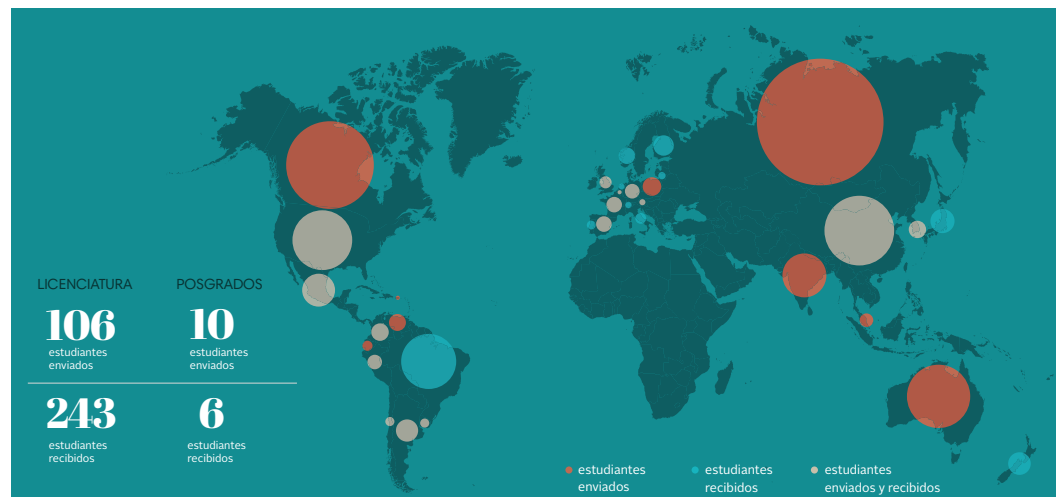 LICENCIATURA
POSGRADOS
106
estudiantes
enviados
10
estudiantes
enviados
243
estudiantes
recibidos
6
estudiantes
recibidos
estudiantes
enviados
estudiantes
recibidos
estudiantes
enviados y recibidos